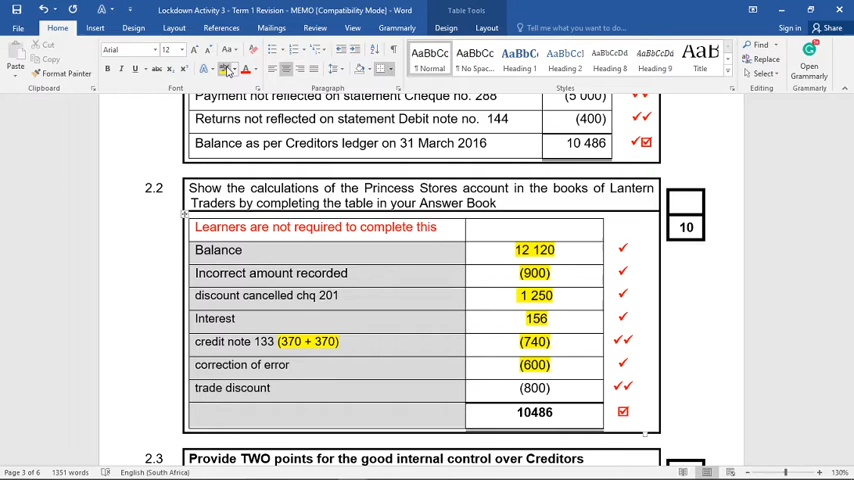 Lockdown Activity 3 - Term 1 Revision - MEMO [Compatibility Mode] - Word
Table Tools
Sign in
Share
File Home Insert Draw Design Layout References Mailings Review View Grammarly Design Layout Tell me what you want to do
Paste
Cut
Copy
Format Painter
Clipboard
Arial 12
Font
Paragraph
AaBbCc AaBbCc AaBbCc AaBbCc AaBbCcDd AaBbCcDd AaB
¶ Normal ¶ No Spac... Heading 1 Heading 2 Heading 8 Heading 9 Title
Styles
Find
Replace
Select
Editing
Open Grammarly
Grammarly
Payment not reflected on statement Cheque no. 288 (5 000)
Returns not reflected on statement Debit note no. 144 (400)
Balance as per Creditors ledger on 31 March 2016 10 486
2.2 Show the calculations of the Princess Stores account in the books of Lantern
Traders by completing the table in your Answer Book
10
Learners are not required to complete this
Balance 12 120
Incorrect amount recorded (900)
discount cancelled chq 201 1 250
Interest 156
credit note 133 (370 + 370) (740)
correction of error (600)
trade discount (800)
10486
2.3 Provide TWO points for the good internal control over Creditors
Page 3 of 6 1351 words English (South Africa) 130%